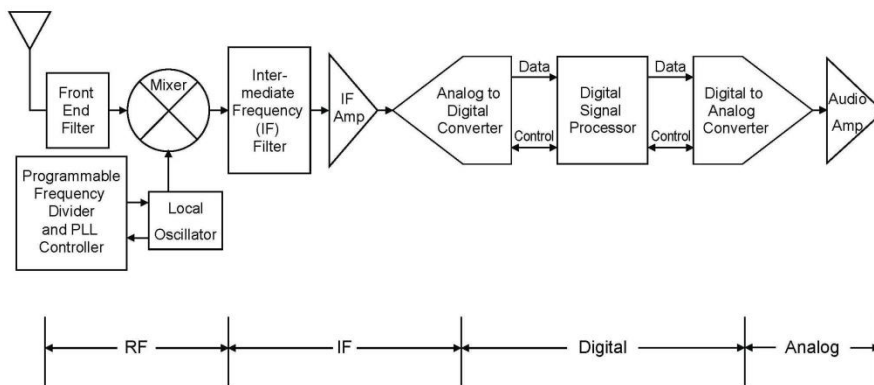 Front
End
Filter
Mixer
Inter-
mediate
Frequency
(IF)
Filter
IF
Amp
Analog to
Digital
Converter
Data
Control
Digital
Signal
Processor
Data
Control
Digital to
Analog
Converter
Audio
Amp
Programmable
Frequency
Divider
and PLL
Controller
Local
Oscillator
RF
IF
Digital
Analog